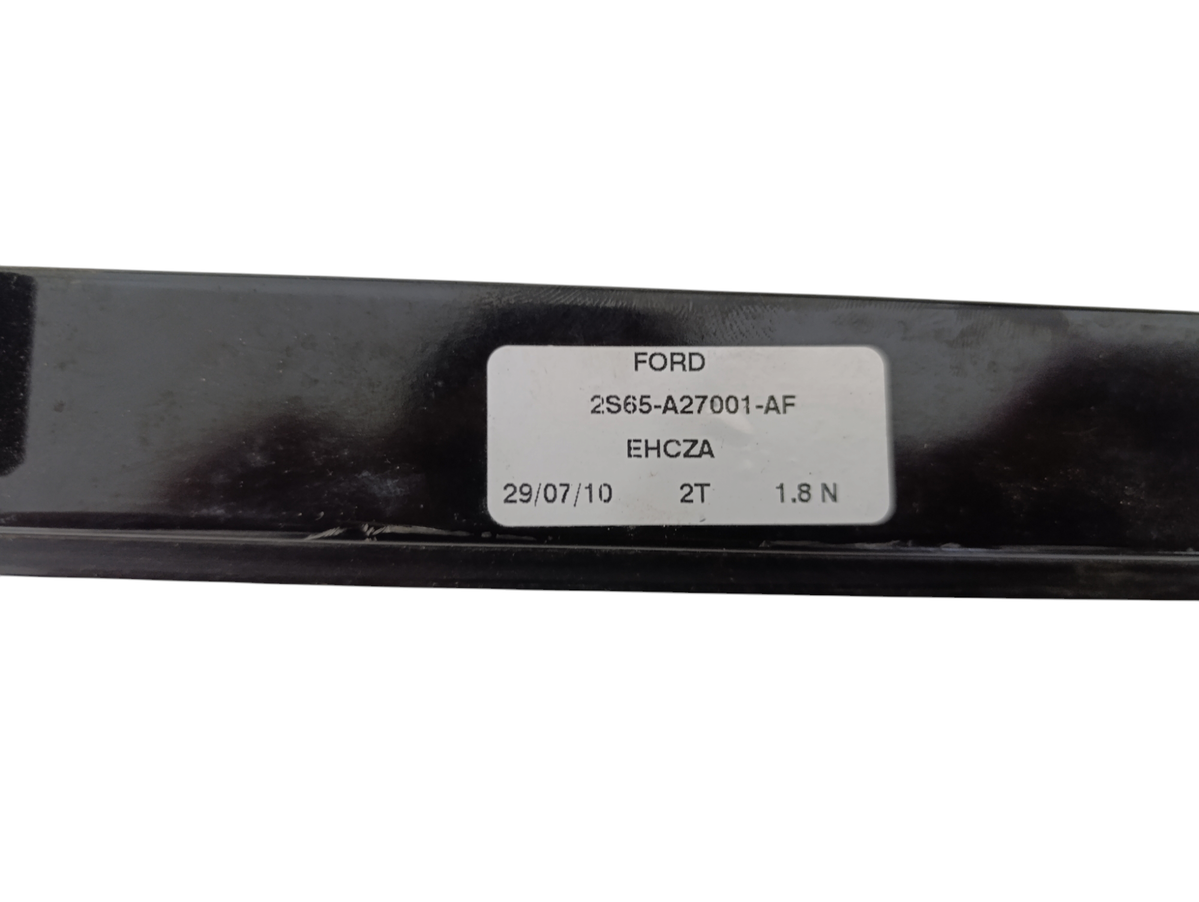 FORD
2S65-A27001-AF
EHCZA
29/07/10 2T 1.8 N